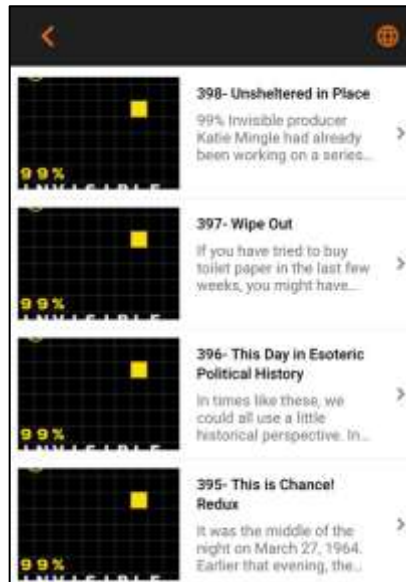 398- Unsheltered in Place
99% Invisible producer
Katie Mingle had already
been working on a series...
99%
INVISIBLE
397- Wipe Out
If you have tried to buy
toilet paper in the last few
weeks, you might have...
99%
INVISIBLE
396- This Day in Esoteric
Political History
In times like these, we
could all use a little
historical perspective. In...
99%
INVISIBLE
395- This is Chance!
Redux
It was the middle of the
night on March 27, 1964.
Earlier that evening, the...
99%
INVISIBLE